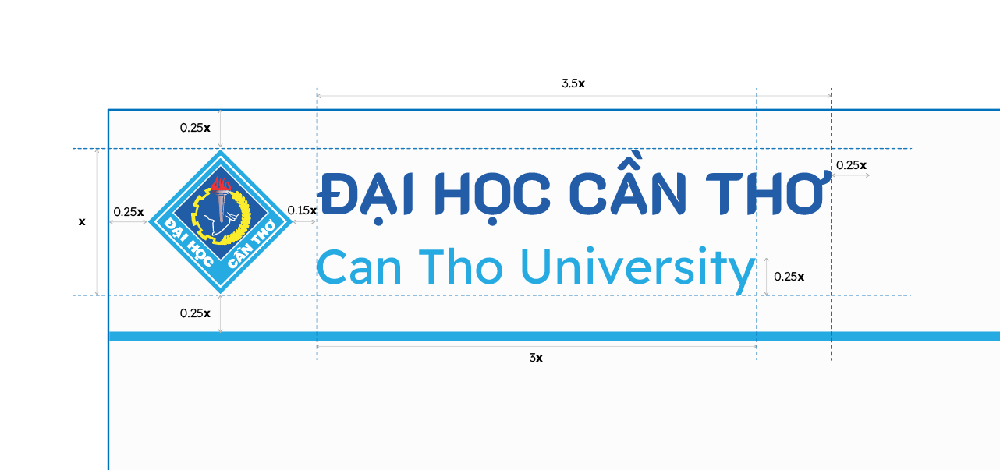 3.5x
0.25x
0.25x
ĐẠI HỌC CẦN THƠ
0.25x
0.15x
x
ĐẠI HỌC
CẦN THƠ
Can Tho University
0.25x
0.25x
3x